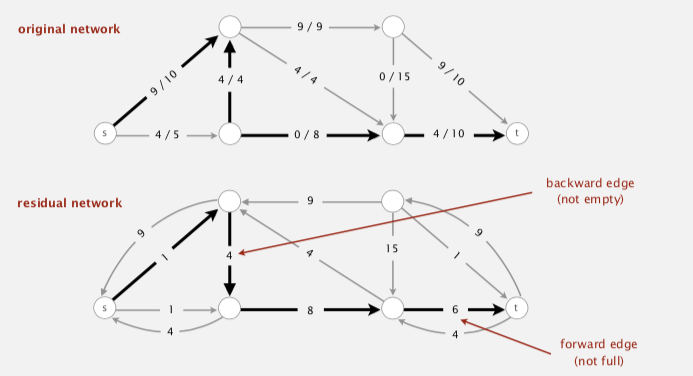 original network
9 / 9
9 / 10
4 / 4
4 / 4
0 / 15
9 / 10
s
4 / 5
0 / 8
4 / 10
t
residual network
backward edge
(not empty)
9
9
9
1
4
4
15
1
s
1
8
6
t
4
4
forward edge
(not full)